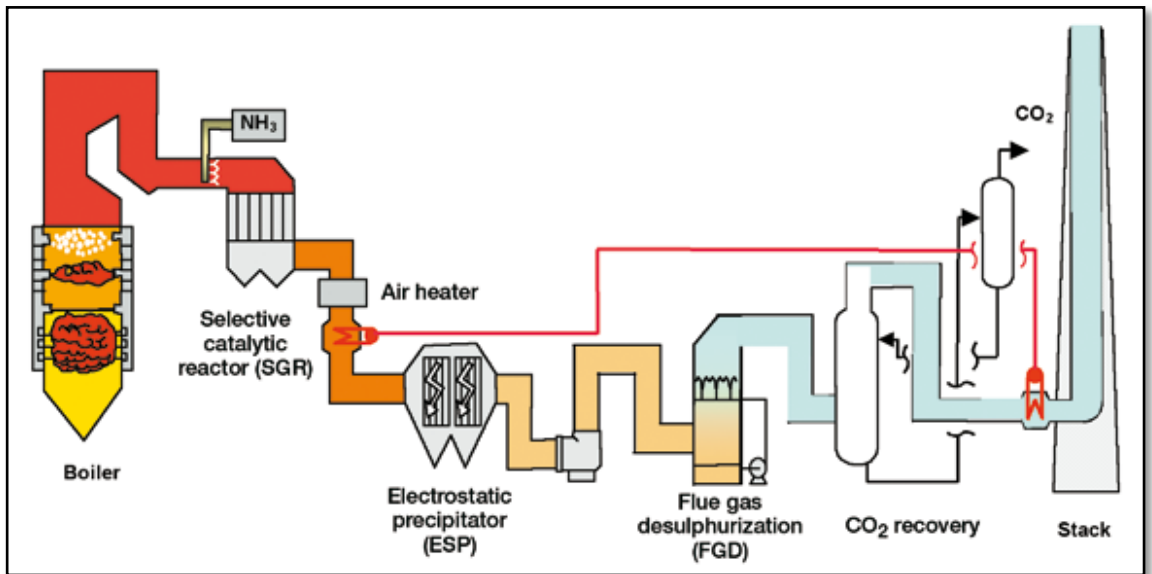 NH₃
CO₂
Air heater
Selective
catalytic
reactor (SGR)
Boiler
Electrostatic
precipitator
(ESP)
Flue gas
desulphurization
(FGD)
CO₂ recovery
Stack